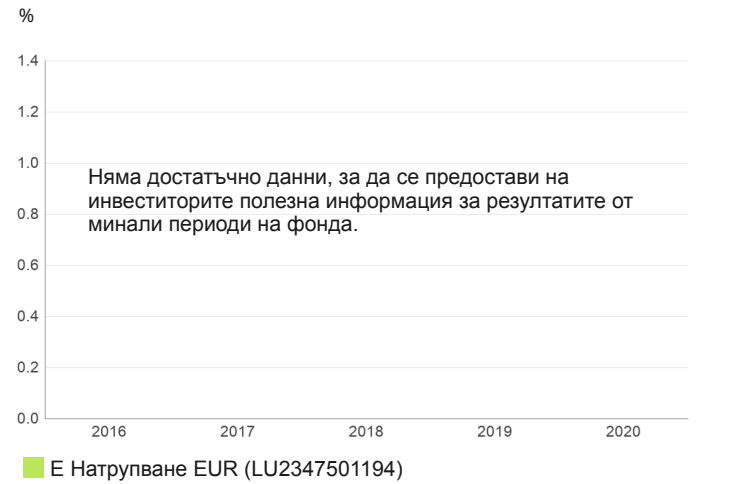 %
1.4
1.2
1.0
Няма достатъчно данни, за да се предостави на
инвеститорите полезна информация за резултатите от
0.8
минали периоди на фонда.
0.6
0.4
0.2
0.0
2016 2017 2018 2019 2020
Е Натрупване EUR (LU2347501194)